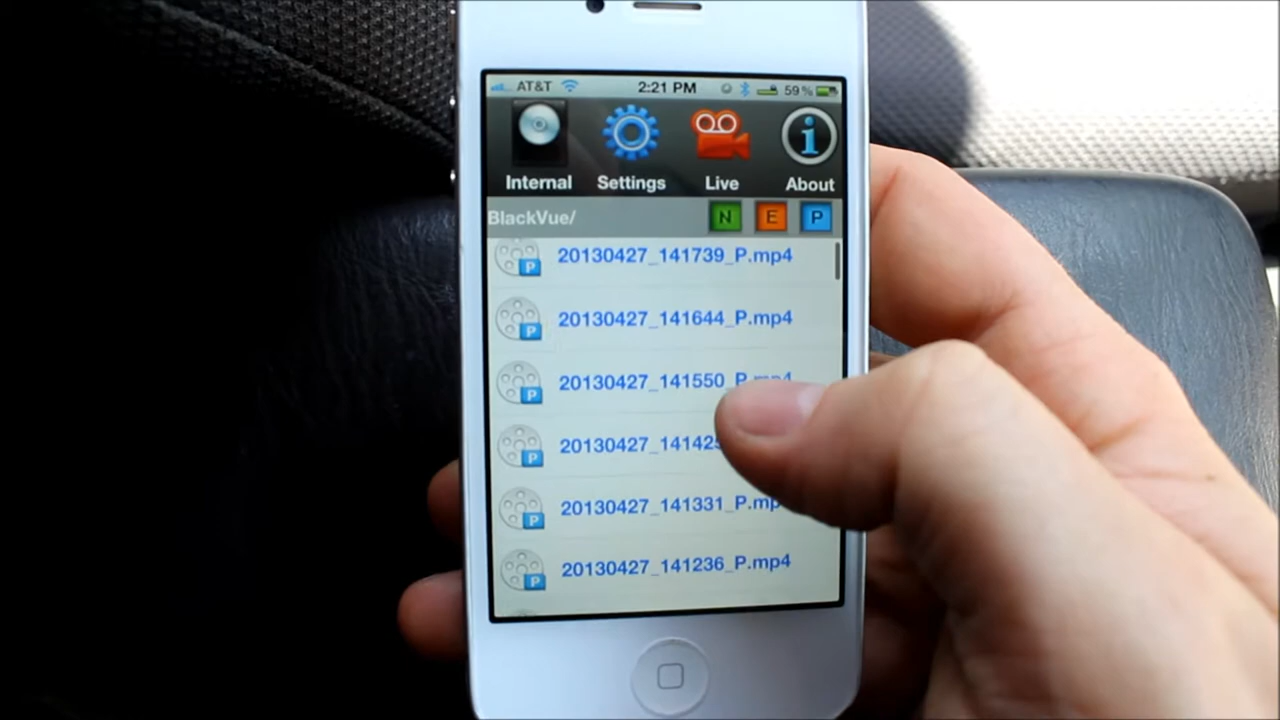 AT&T 2:21 PM 59%
Internal Settings Live About
BlackVue/ N E P
20130427_141739_P.mp4
P
20130427_141644_P.mp4
P
20130427_141550_P.mp4
P
P
20130427_141331_P.mp
P
20130427_141236_P.mp4
P